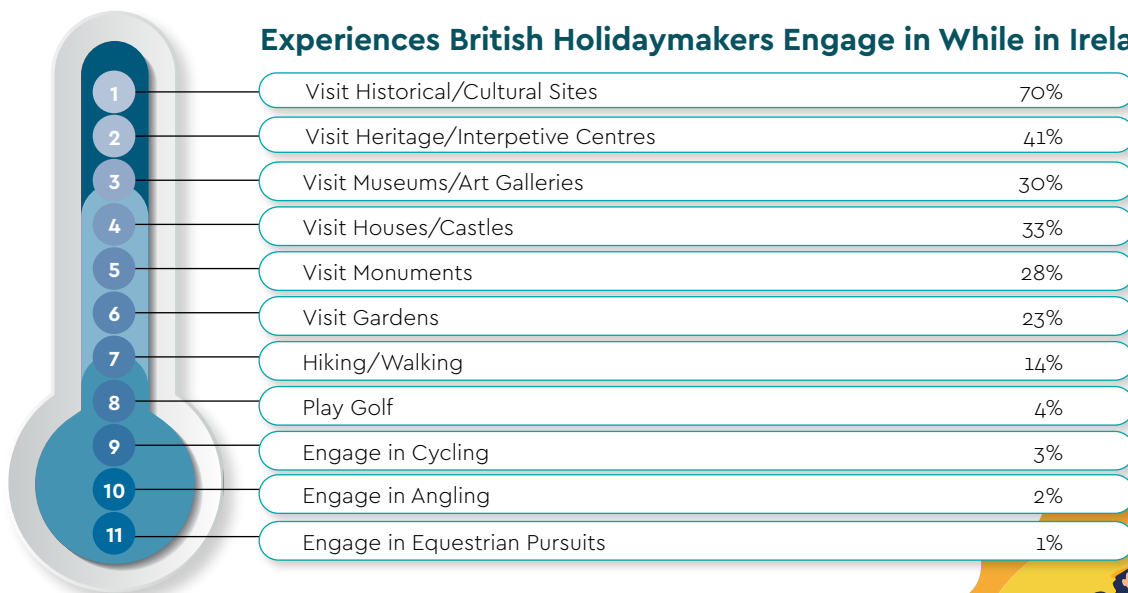 Experiences British Holidaymakers Engage in While in Irela
1 Visit Historical/Cultural Sites 70%
2 Visit Heritage/Interpetive Centres 41%
3 Visit Museums/Art Galleries 30%
4 Visit Houses/Castles 33%
5 Visit Monuments 28%
6 Visit Gardens 23%
7 Hiking/Walking 14%
8 Play Golf 4%
9 Engage in Cycling 3%
10 Engage in Angling 2%
11 Engage in Equestrian Pursuits 1%